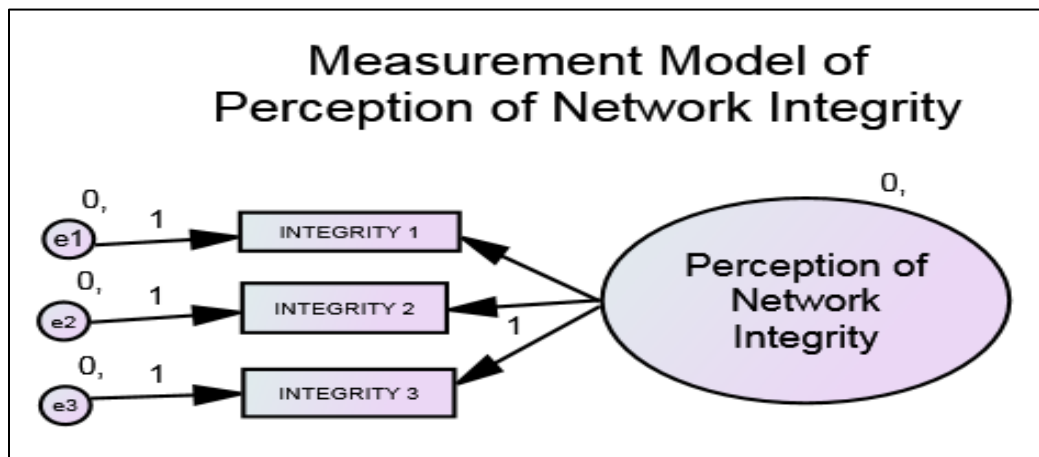 Measurement Model of
Perception of Network Integrity
0,
0,
1
e1
INTEGRITY 1
Perception of
Network
Integrity
0,
1
e2
INTEGRITY 2
1
0,
1
e3
INTEGRITY 3